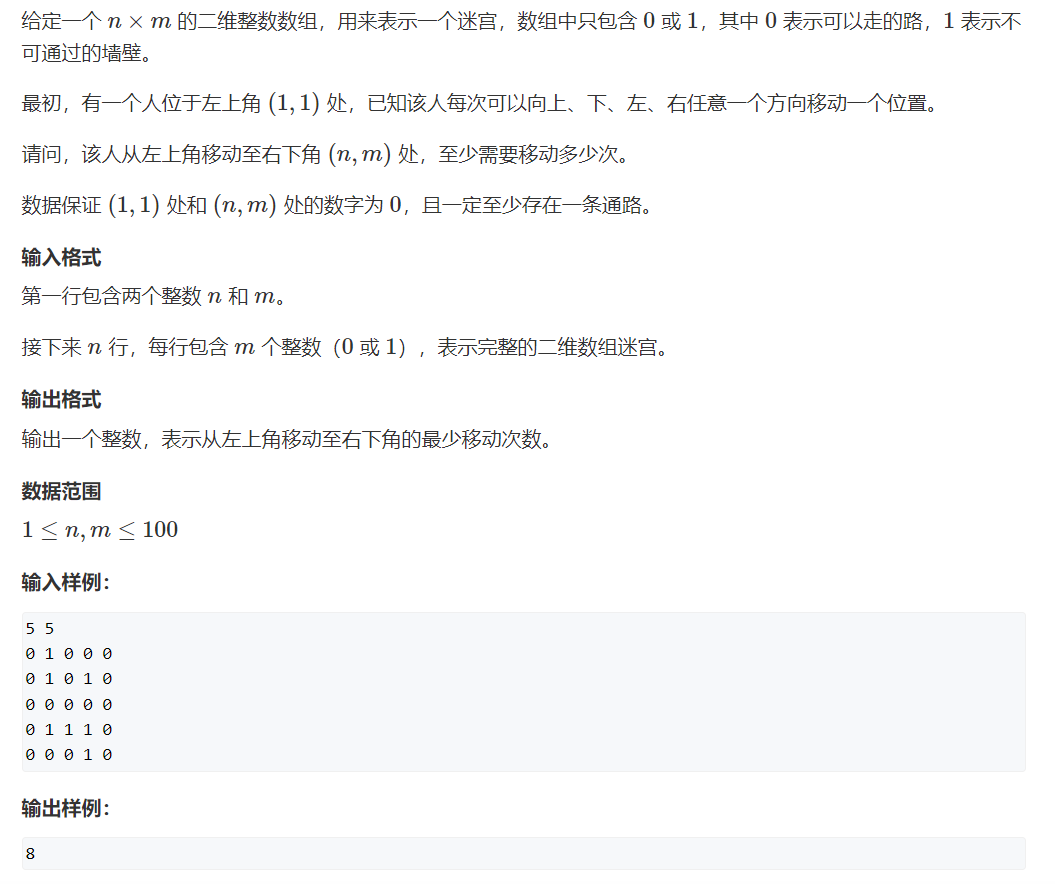 给定一个 n × m 的二维整数数组，用来表示一个迷宫，数组中只包含 0 或 1，其中 0 表示可以走的路，1 表示不
可通过的墙壁。
最初，有一个人位于左上角 (1, 1) 处，已知该人每次可以向上、下、左、右任意一个方向移动一个位置。
请问，该人从左上角移动至右下角 (n, m) 处，至少需要移动多少次。
数据保证 (1, 1) 处和 (n, m) 处的数字为 0，且一定至少存在一条通路。
输入格式
第一行包含两个整数 n 和 m。
接下来 n 行，每行包含 m 个整数（0 或 1），表示完整的二维数组迷宫。
输出格式
输出一个整数，表示从左上角移动至右下角的最少移动次数。
数据范围
1 ≤ n, m ≤ 100
输入样例：
5 5
0 1 0 0 0
0 1 0 1 0
0 0 0 0 0
0 1 1 1 0
0 0 0 1 0
输出样例：
8